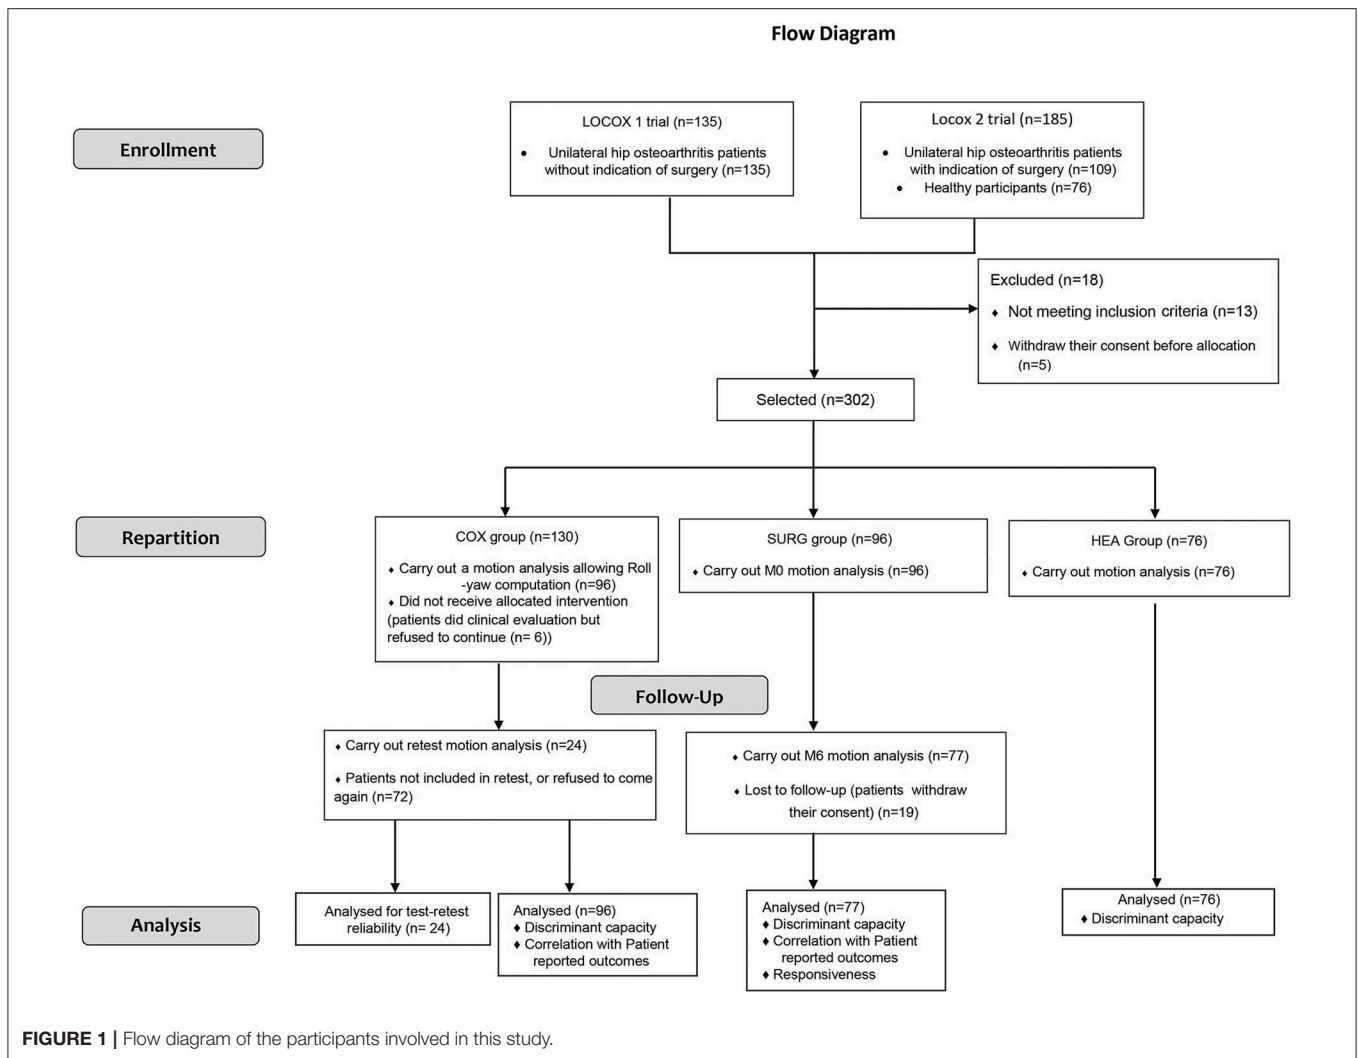 Flow Diagram
Enrollment
LOCOX 1 trial (n=135)
• Unilateral hip osteoarthritis patients
without indication of surgery (n=135)
Locox 2 trial (n=185)
• Unilateral hip osteoarthritis patients
with indication of surgery (n=109)
• Healthy participants (n=76)
Excluded (n=18)
♦ Not meeting inclusion criteria (n=13)
♦ Withdraw their consent before allocation
(n=5)
Selected (n=302)
Repartition
COX group (n=130)
♦ Carry out a motion analysis allowing Roll
-yaw computation (n=96)
♦ Did not receive allocated intervention
(patients did clinical evaluation but
refused to continue (n= 6))
SURG group (n=96)
♦ Carry out M0 motion analysis (n=96)
HEA Group (n=76)
♦ Carry out motion analysis (n=76)
Follow-Up
♦ Carry out retest motion analysis (n=24)
♦ Patients not included in retest, or refused to come
again (n=72)
♦ Carry out M6 motion analysis (n=77)
♦ Lost to follow-up (patients withdraw
their consent) (n=19)
Analysis
Analysed for test-retest
reliability (n= 24)
Analysed (n=96)
♦ Discriminant capacity
♦ Correlation with Patient
reported outcomes
Analysed (n=77)
♦ Discriminant capacity
♦ Correlation with Patient
reported outcomes
♦ Responsiveness
Analysed (n=76)
♦ Discriminant capacity
FIGURE 1 | Flow diagram of the participants involved in this study.